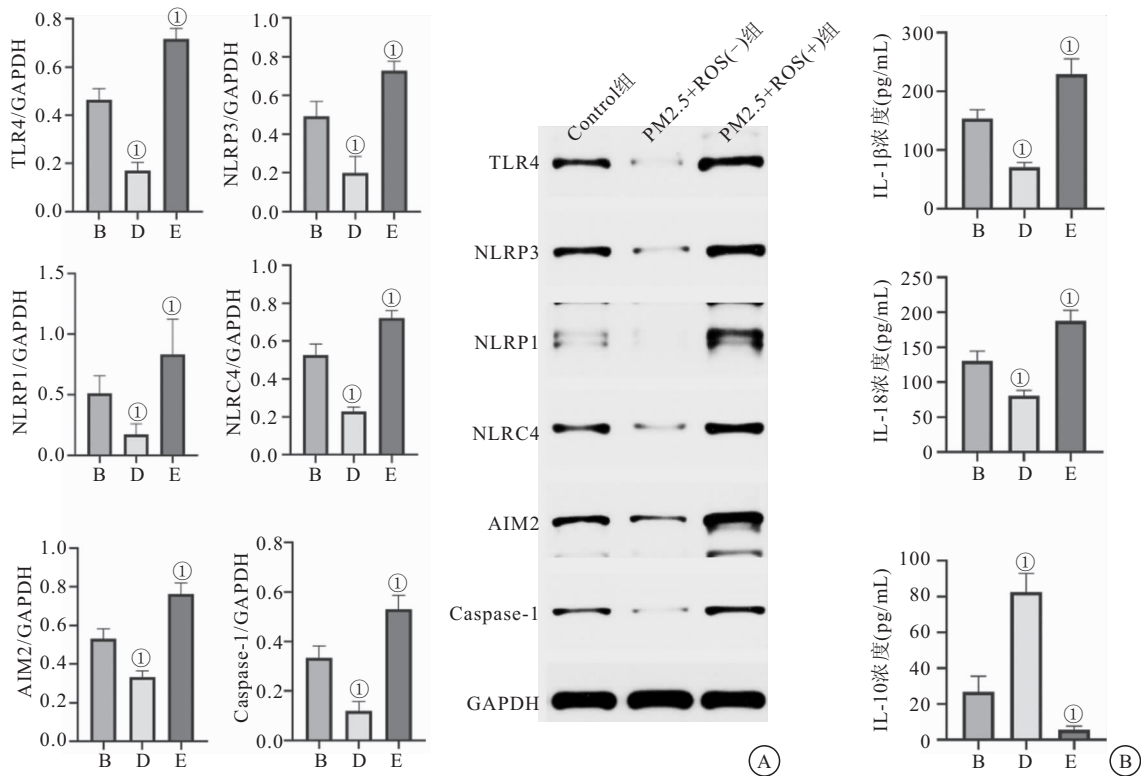 TLR4/GAPDH
0.8
0.6
0.4
0.2
0.0
①
①
B D E
NLRP3/GAPDH
1.0
0.8
0.6
0.4
0.2
0.0
①
①
B D E
NLRP1/GAPDH
1.5
1.0
0.5
0.0
①
①
B D E
NLRC4/GAPDH
1.0
0.8
0.6
0.4
0.2
0.0
①
①
B D E
AIM2/GAPDH
1.0
0.8
0.6
0.4
0.2
0.0
①
①
B D E
Caspase-1/GAPDH
0.8
0.6
0.4
0.2
0.0
①
①
B D E
Control组
PM2.5+ROS(−)组
PM2.5+ROS(+)组
TLR4
NLRP3
NLRP1
NLRC4
AIM2
Caspase-1
GAPDH
A
IL-1β浓度(pg/mL)
300
200
150
100
50
0
①
①
B D E
IL-18浓度(pg/mL)
250
200
150
100
50
0
①
①
B D E
IL-10浓度(pg/mL)
100
80
60
40
20
0
①
①
B D E
B